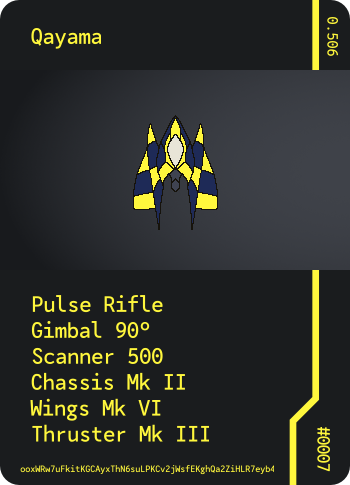 Qayama
0.506
Pulse Rifle
Gimbal 90°
Scanner 500
Chassis Mk II
Wings Mk VI
Thruster Mk III
#0007
ooxWRw7uFkitKGCAyxThN6suLPKCv2jWsfEKghQa2ZiHLR7eyb4